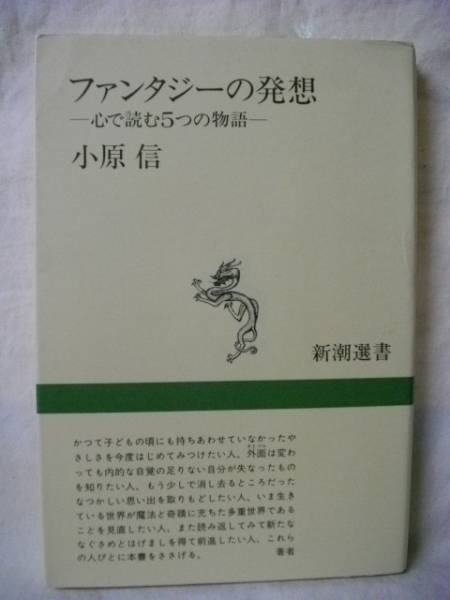 ファンタジーの発想
―心で読む5つの物語―
小原 信
新潮選書
かつて子どもの頃にも持ちあわせていなかったや
さしさを今度はじめてみつけたい人、外面は変わ
っても内的な自覚の足りない自分が失なったもの
を知りたい人、もう少しで消し去るところだった
なつかしい思い出を取りもどしたい人、いま生き
ている世界が魔法と奇蹟に充ちた多重世界である
ことを見直したい人、また読み返してみて新たな
なぐさめとはげましを得て前進したい人、これら
の人びとに本書をささげる。 著者